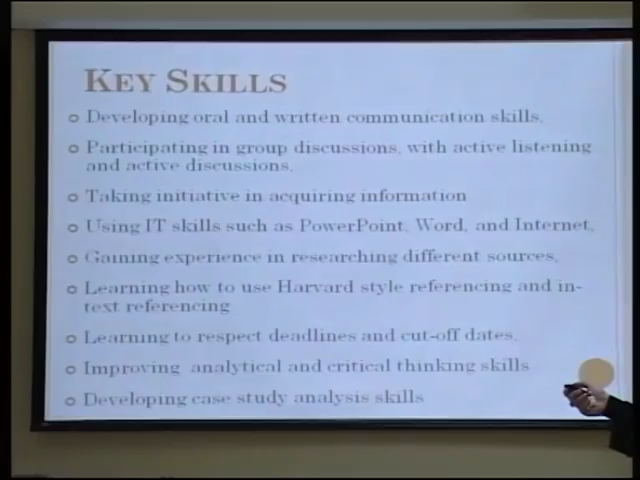 KEY SKILLS
Developing oral and written communication skills.
Participating in group discussions, with active listening
and active discussions.
Taking initiative in acquiring information
Using IT skills such as PowerPoint, Word, and Internet.
Gaining experience in researching different sources.
Learning how to use Harvard style referencing and in-
text referencing
Learning to respect deadlines and cut-off dates.
Improving analytical and critical thinking skills
Developing case study analysis skills